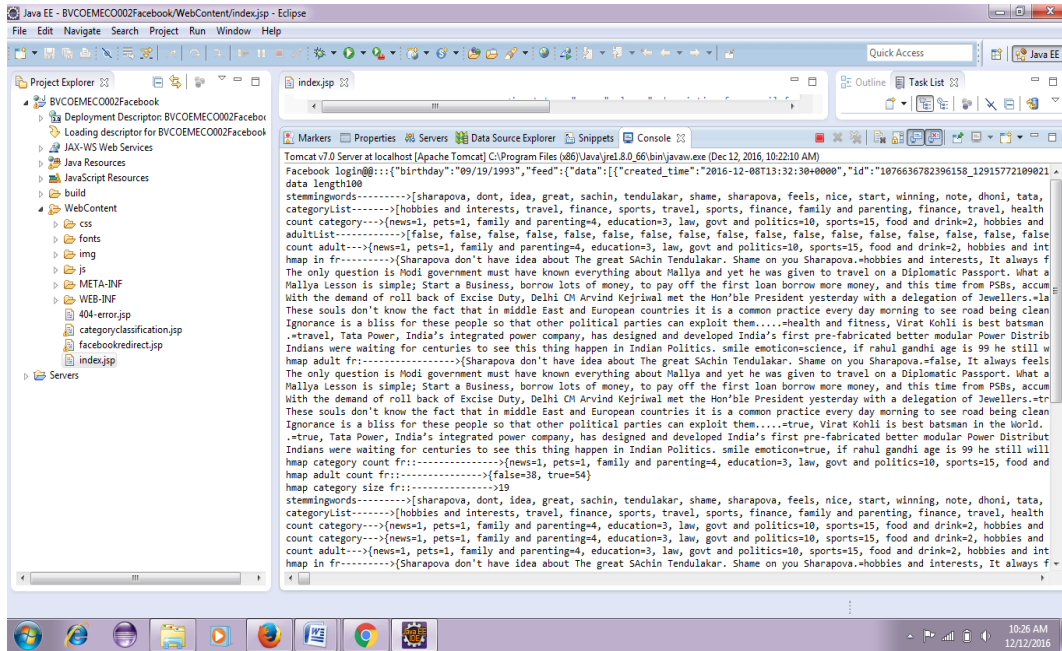 Java EE - BVCOEMECO002Facebook/WebContent/index.jsp - Eclipse
File Edit Navigate Search Project Run Window Help
Quick Access
Java EE
Project Explorer
BVCOEMECO002Facebook
Deployment Descriptor: BVCOEMECO002Faceboo
Loading descriptor for BVCOEMECO002Facebook
JAX-WS Web Services
Java Resources
JavaScript Resources
build
WebContent
css
fonts
img
js
META-INF
WEB-INF
404-error.jsp
categoryclassification.jsp
facebookredirect.jsp
index.jsp
Servers
index.jsp
Outline Task List
Markers Properties Servers Data Source Explorer Snippets Console
Tomcat v7.0 Server at localhost [Apache Tomcat] C:\Program Files (x86)\Java\jre1.8.0_66\bin\javaw.exe (Dec 12, 2016, 10:22:10 AM)
Facebook login@@:::{"birthday":"09/19/1993","feed":{"data":[{"created_time":"2016-12-08T13:32:30+0000","id":"1076636782396158_12915772109021
data length100
stemmingwords--------->[sharapova, dont, idea, great, sachin, tendulakar, shame, sharapova, feels, nice, start, winning, note, dhoni, tata,
categoryList------->[hobbies and interests, travel, finance, sports, travel, sports, finance, family and parenting, finance, travel, health
count category--->{news=1, pets=1, family and parenting=4, education=3, law, govt and politics=10, sports=15, food and drink=2, hobbies and
adultList----------->[false, false, false, false, false, false, false, false, false, false, false, false, false, false, false, false, false
count adult--->{news=1, pets=1, family and parenting=4, education=3, law, govt and politics=10, sports=15, food and drink=2, hobbies and int
hmap in fr--------->{Sharapova don't have idea about The great SAchin Tendulakar. Shame on you Sharapova.=hobbies and interests, It always f
The only question is Modi government must have known everything about Mallya and yet he was given to travel on a Diplomatic Passport. What a
Mallya Lesson is simple; Start a Business, borrow lots of money, to pay off the first loan borrow more money, and this time from PSBs, accum
With the demand of roll back of Excise Duty, Delhi CM Arvind Kejriwal met the Hon'ble President yesterday with a delegation of Jewellers.=la
These souls don't know the fact that in middle East and European countries it is a common practice every day morning to see road being clean
Ignorance is a bliss for these people so that other political parties can exploit them.....=health and fitness, Virat Kohli is best batsman
.=travel, Tata Power, India's integrated power company, has designed and developed India's first pre-fabricated better modular Power Distrib
Indians were waiting for centuries to see this thing happen in Indian Politics. smile emoticon=science, if rahul gandhi age is 99 he still w
hmap adult fr:---------------->{Sharapova don't have idea about The great SAchin Tendulakar. Shame on you Sharapova.=false, It always feels
The only question is Modi government must have known everything about Mallya and yet he was given to travel on a Diplomatic Passport. What a
Mallya Lesson is simple; Start a Business, borrow lots of money, to pay off the first loan borrow more money, and this time from PSBs, accum
With the demand of roll back of Excise Duty, Delhi CM Arvind Kejriwal met the Hon'ble President yesterday with a delegation of Jewellers.=tr
These souls don't know the fact that in middle East and European countries it is a common practice every day morning to see road being clean
Ignorance is a bliss for these people so that other political parties can exploit them.....=true, Virat Kohli is best batsman in the World.
.=true, Tata Power, India's integrated power company, has designed and developed India's first pre-fabricated better modular Power Distribut
Indians were waiting for centuries to see this thing happen in Indian Politics. smile emoticon=true, if rahul gandhi age is 99 he still will
hmap category count fr::--------------->{news=1, pets=1, family and parenting=4, education=3, law, govt and politics=10, sports=15, food and
hmap adult count fr::-------------->{false=38, true=54}
hmap category size fr::-------------->19
stemmingwords--------->[sharapova, dont, idea, great, sachin, tendulakar, shame, sharapova, feels, nice, start, winning, note, dhoni, tata,
categoryList------->[hobbies and interests, travel, finance, sports, travel, sports, finance, family and parenting, finance, travel, health
count category--->{news=1, pets=1, family and parenting=4, education=3, law, govt and politics=10, sports=15, food and drink=2, hobbies and
count category--->{news=1, pets=1, family and parenting=4, education=3, law, govt and politics=10, sports=15, food and drink=2, hobbies and
count adult--->{news=1, pets=1, family and parenting=4, education=3, law, govt and politics=10, sports=15, food and drink=2, hobbies and int
hmap in fr--------->{Sharapova don't have idea about The great SAchin Tendulakar. Shame on you Sharapova.=hobbies and interests, It always f
10:26 AM
12/12/2016